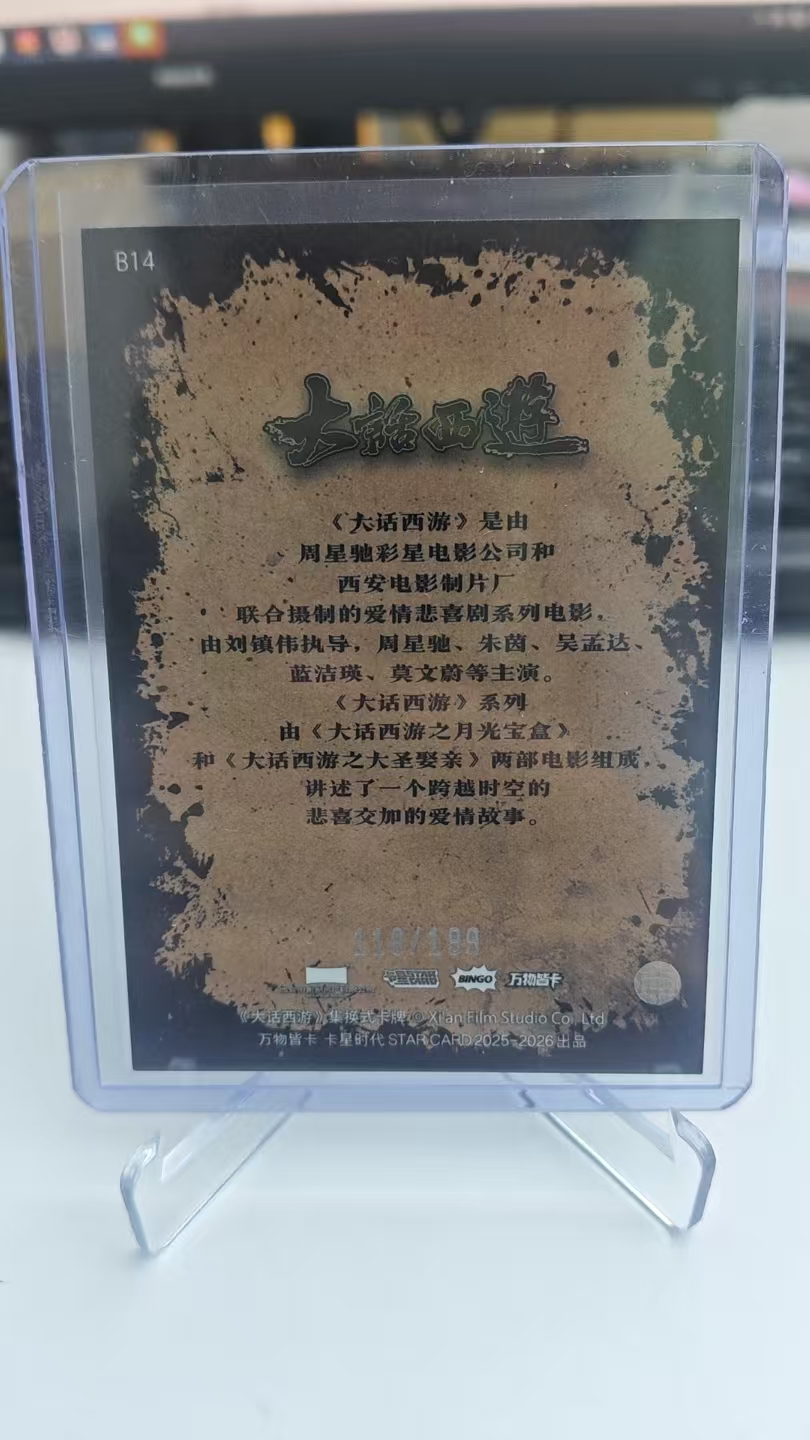 B14
大話西遊
《大话西游》是由
周星驰彩星电影公司和
西安电影制片厂
联合摄制的爱情悲喜剧系列电影，
由刘镇伟执导，周星驰、朱茵、吴孟达、
蓝洁瑛、莫文蔚等主演。
《大话西游》系列
由《大话西游之月光宝盒》
和《大话西游之大圣娶亲》两部电影组成，
讲述了一个跨越时空的
悲喜交加的爱情故事。
BINGO 万物皆卡
《大话西游》集换式卡牌 © Xi'an Film Studio Co., Ltd
万物皆卡 卡星时代 STAR CARD 2025-2026 出品